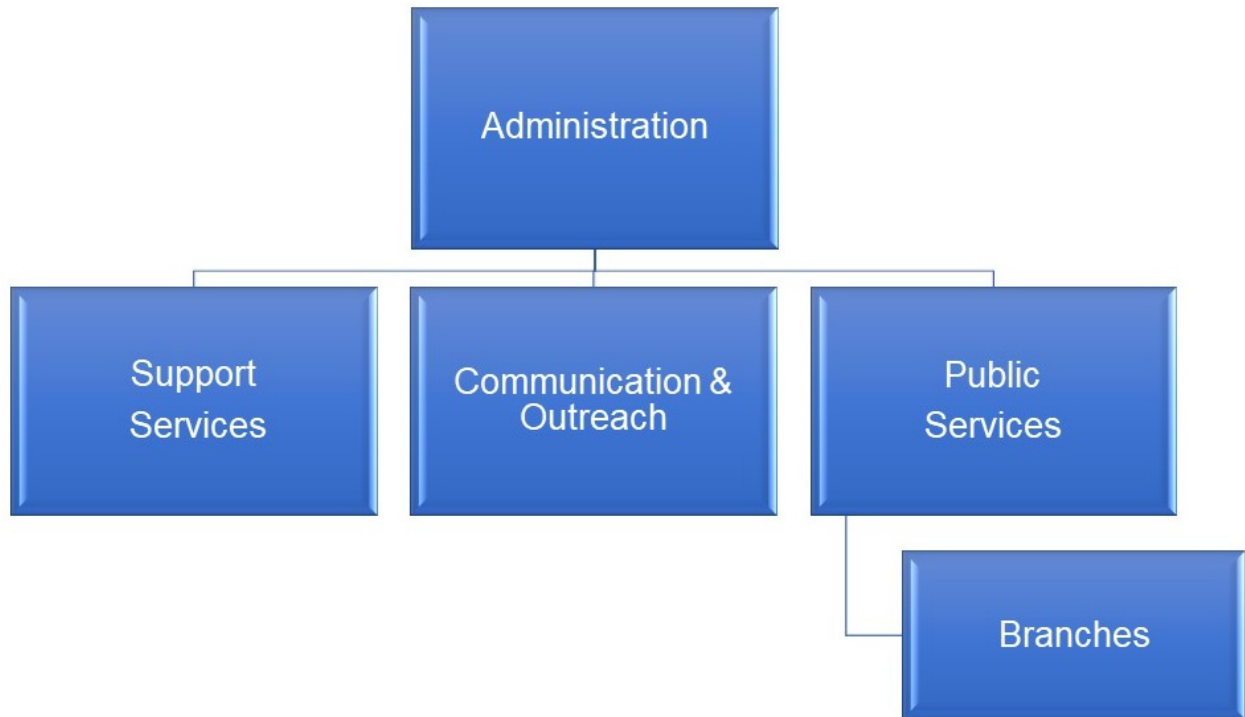 Administration
Support
Services
Communication &
Outreach
Public
Services
Branches